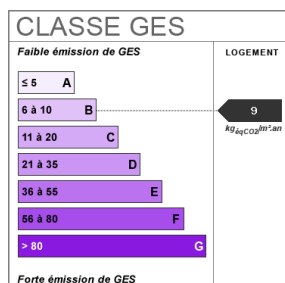 CLASSE GES
Faible émission de GES
LOGEMENT
≤ 5 A
6 à 10 B
9
kgéqCO2/m².an
11 à 20 C
21 à 35 D
36 à 55 E
56 à 80 F
> 80 G
Forte émission de GES